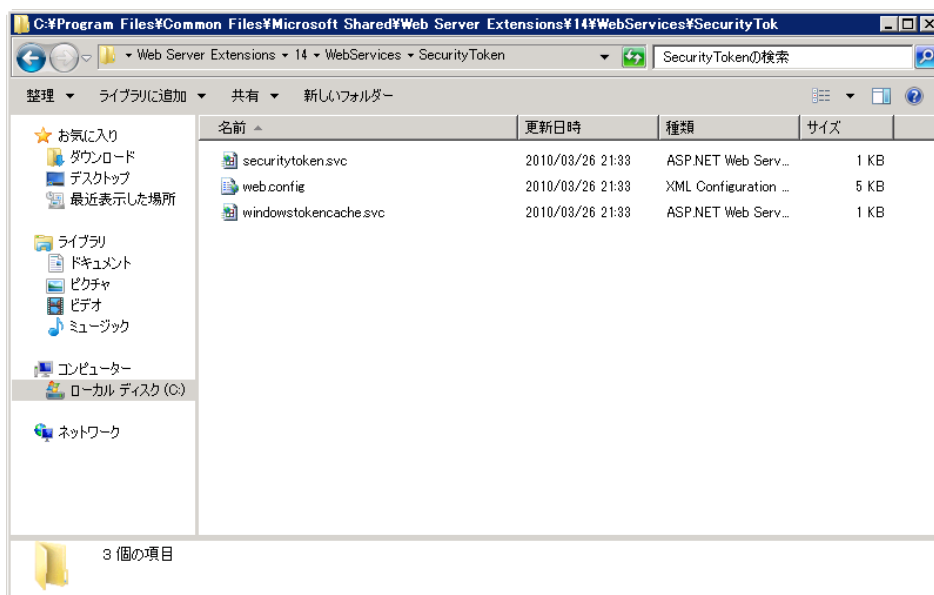 C:¥Program Files¥Common Files¥Microsoft Shared¥Web Server Extensions¥14¥WebServices¥SecurityTok
Web Server Extensions 14 WebServices SecurityToken SecurityTokenの検索
整理 ライブラリに追加 共有 新しいフォルダー
お気に入り
ダウンロード
デスクトップ
最近表示した場所
ライブラリ
ドキュメント
ピクチャ
ビデオ
ミュージック
コンピューター
ローカル ディスク (C:)
ネットワーク
名前 更新日時 種類 サイズ
securitytoken.svc 2010/03/26 21:33 ASP.NET Web Serv... 1 KB
web.config 2010/03/26 21:33 XML Configuration ... 5 KB
windowstokencache.svc 2010/03/26 21:33 ASP.NET Web Serv... 1 KB
3 個の項目